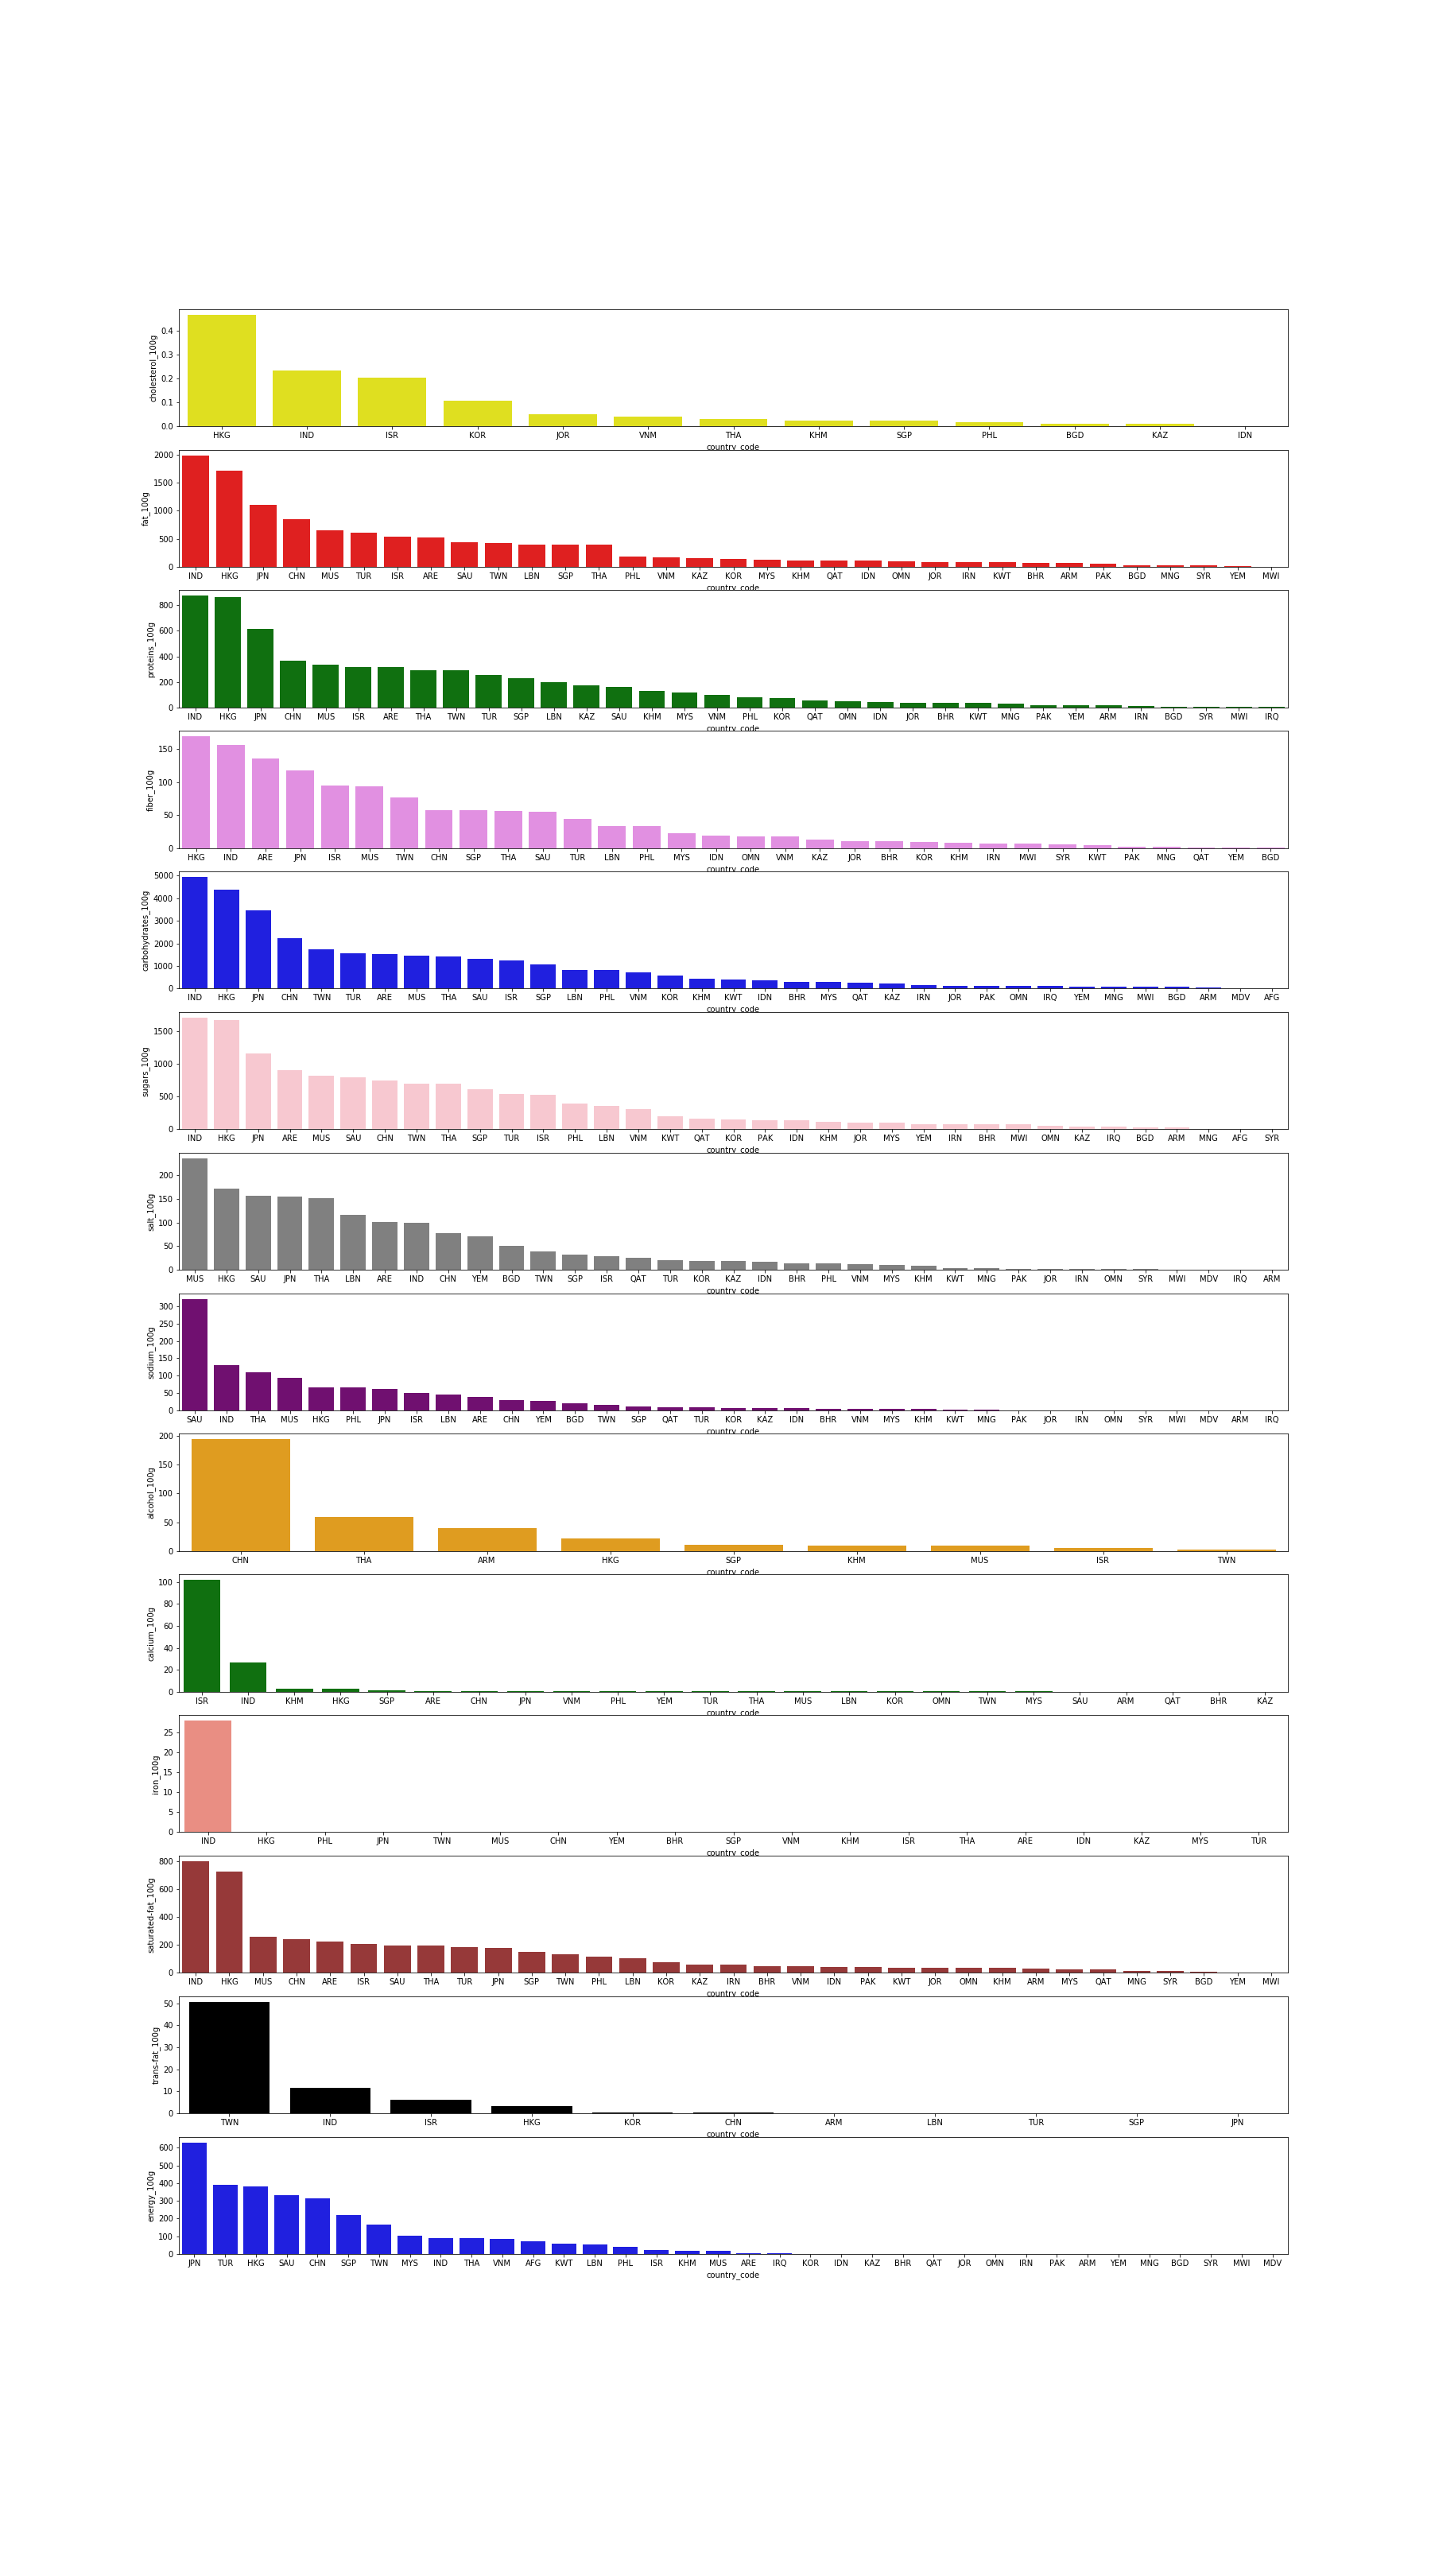 cholesterol_100g
0.4
0.3
0.2
0.1
0.0
HKG IND ISR KOR JOR VNM THA KHM SGP PHL BGD KAZ IDN
country_code
fat_100g
2000
1500
1000
500
0
IND HKG JPN CHN MUS TUR ISR ARE SAU TWN LBN SGP THA PHL VNM KAZ KOR MYS KHM QAT IDN OMN JOR IRN KWT BHR ARM PAK BGD MNG SYR YEM MWI
country_code
proteins_100g
800
600
400
200
0
IND HKG JPN CHN MUS ISR ARE THA TWN TUR SGP LBN KAZ SAU KHM MYS VNM PHL KOR QAT OMN IDN JOR BHR KWT MNG PAK YEM ARM IRN BGD SYR MWI IRQ
country_code
fiber_100g
150
100
50
0
HKG IND ARE JPN ISR MUS TWN CHN SGP THA SAU TUR LBN PHL MYS IDN OMN VNM KAZ JOR BHR KOR KHM IRN MWI SYR KWT PAK MNG QAT YEM BGD
country_code
carbohydrates_100g
5000
4000
3000
2000
1000
0
IND HKG JPN CHN TWN TUR ARE MUS THA SAU ISR SGP LBN PHL VNM KOR KHM KWT IDN BHR MYS QAT KAZ IRN JOR PAK OMN IRQ YEM MNG MWI BGD ARM MDV AFG
country_code
sugars_100g
1500
1000
500
0
IND HKG JPN ARE MUS SAU CHN TWN THA SGP TUR ISR PHL LBN VNM KWT QAT KOR PAK IDN KHM JOR MYS YEM IRN BHR MWI OMN KAZ IRQ BGD ARM MNG AFG SYR
country_code
salt_100g
200
150
100
50
0
MUS HKG SAU JPN THA LBN ARE IND CHN YEM BGD TWN SGP ISR QAT TUR KOR KAZ IDN BHR PHL VNM MYS KHM KWT MNG PAK JOR IRN OMN SYR MWI MDV IRQ ARM
country_code
sodium_100g
300
250
200
150
100
50
0
SAU IND THA MUS HKG PHL JPN ISR LBN ARE CHN YEM BGD TWN SGP QAT TUR KOR KAZ IDN BHR VNM MYS KHM KWT MNG PAK JOR IRN OMN SYR MWI MDV ARM IRQ
country_code
alcohol_100g
200
150
100
50
0
CHN THA ARM HKG SGP KHM MUS ISR TWN
country_code
calcium_100g
100
80
60
40
20
0
ISR IND KHM HKG SGP ARE CHN JPN VNM PHL YEM TUR THA MUS LBN KOR OMN TWN MYS SAU ARM QAT BHR KAZ
country_code
iron_100g
25
20
15
10
5
0
IND HKG PHL JPN TWN MUS CHN YEM BHR SGP VNM KHM ISR THA ARE IDN KAZ MYS TUR
country_code
saturated-fat_100g
800
600
400
200
0
IND HKG MUS CHN ARE ISR SAU THA TUR JPN SGP TWN PHL LBN KOR KAZ IRN BHR VNM IDN PAK KWT JOR OMN KHM ARM MYS QAT MNG SYR BGD YEM MWI
country_code
trans-fat_100g
50
40
30
20
10
0
TWN IND ISR HKG KOR CHN ARM LBN TUR SGP JPN
country_code
energy_100g
600
500
400
300
200
100
0
JPN TUR HKG SAU CHN SGP TWN MYS IND THA VNM AFG KWT LBN PHL ISR KHM MUS ARE IRQ KOR IDN KAZ BHR QAT JOR OMN IRN PAK ARM YEM MNG BGD SYR MWI MDV
country_code